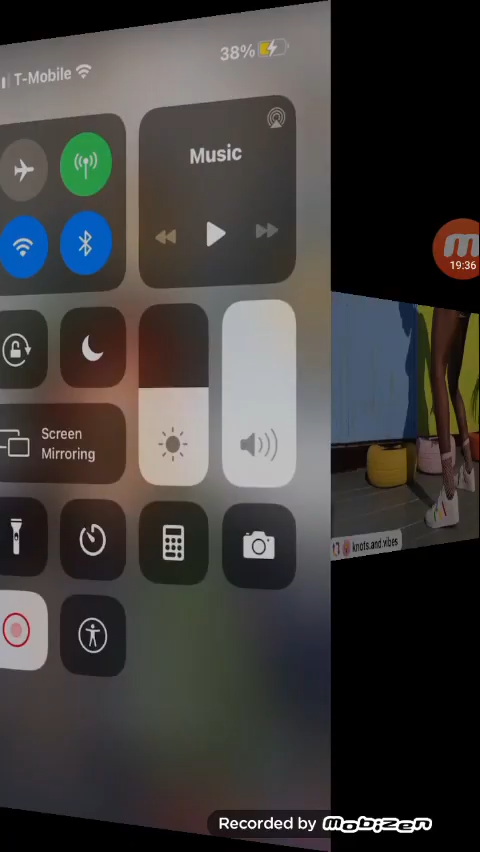 T-Mobile
38%
Music
m
19:36
Screen
Mirroring
knots.and.vibes
Recorded by mobizen